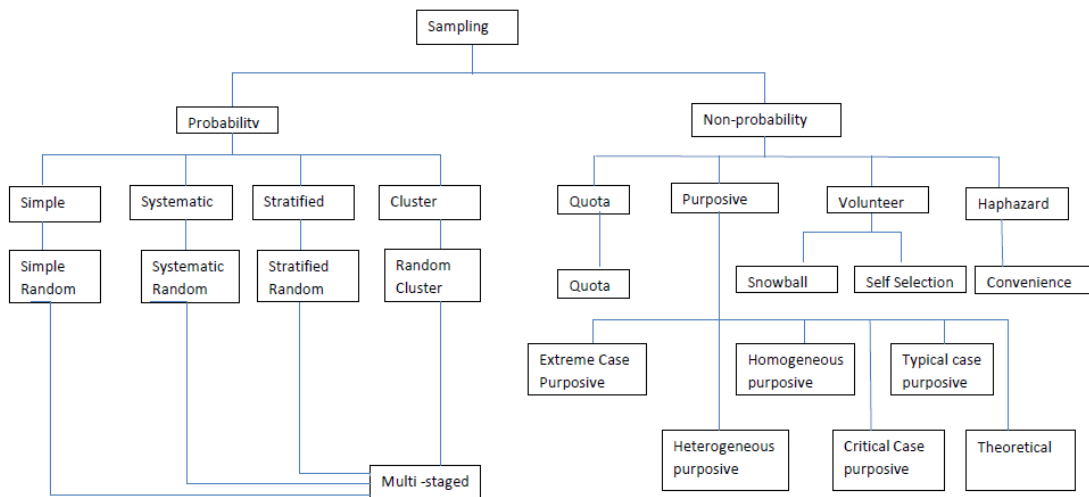 Sampling
Probability
Non-probability
Simple
Systematic
Stratified
Cluster
Quota
Purposive
Volunteer
Haphazard
Simple
Random
Systematic
Random
Stratified
Random
Random
Cluster
Quota
Snowball
Self Selection
Convenience
Extreme Case
Purposive
Homogeneous
purposive
Typical case
purposive
Heterogeneous
purposive
Critical Case
purposive
Theoretical
Multi -staged